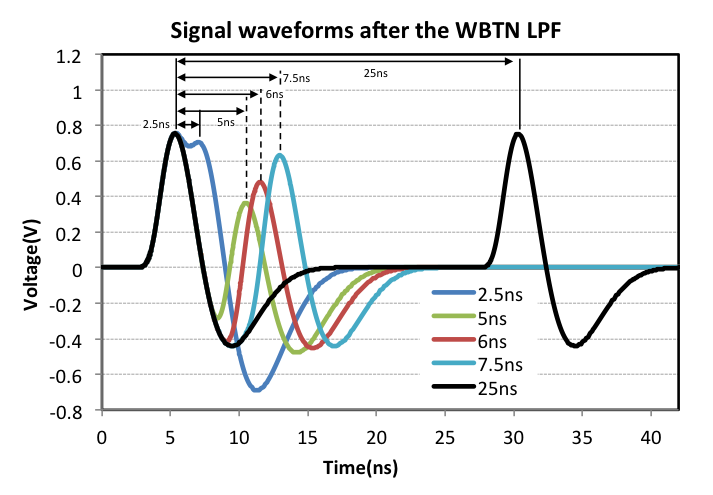 Signal waveforms after the WBTN LPF
1.2
1
0.8
0.6
0.4
0.2
0
-0.2
-0.4
-0.6
-0.8
Voltage(V)
25ns
7.5ns
6ns
2.5ns
5ns
2.5ns
5ns
6ns
7.5ns
25ns
0 5 10 15 20 25 30 35 40
Time(ns)